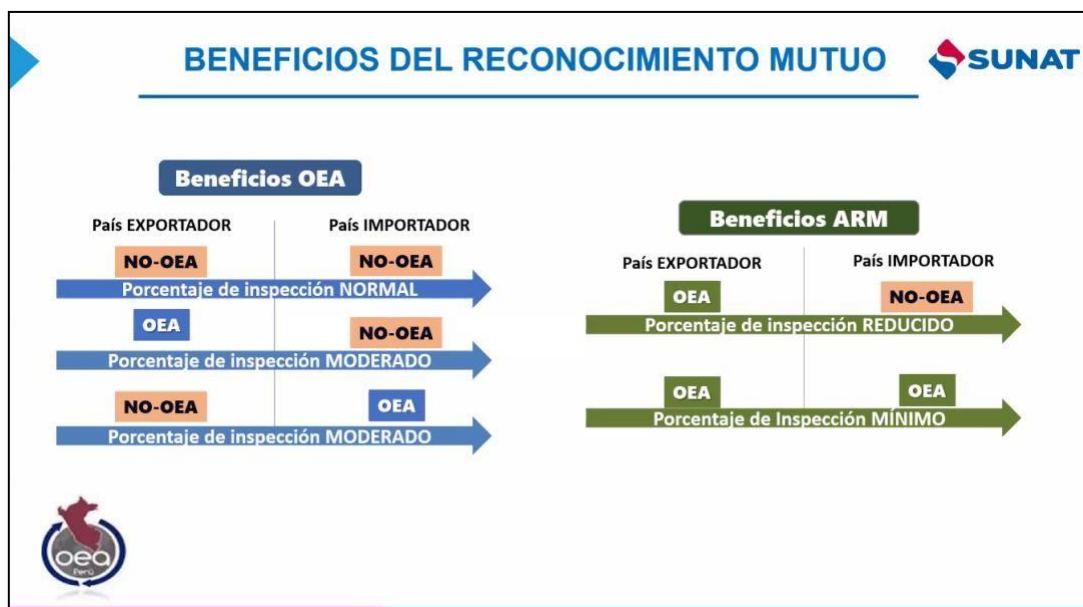 BENEFICIOS DEL RECONOCIMIENTO MUTUO
SUNAT
Beneficios OEA
País EXPORTADOR País IMPORTADOR
NO-OEA NO-OEA
Porcentaje de inspección NORMAL
OEA NO-OEA
Porcentaje de inspección MODERADO
NO-OEA OEA
Porcentaje de inspección MODERADO
Beneficios ARM
País EXPORTADOR País IMPORTADOR
OEA NO-OEA
Porcentaje de inspección REDUCIDO
OEA OEA
Porcentaje de Inspección MÍNIMO
oea
Perú